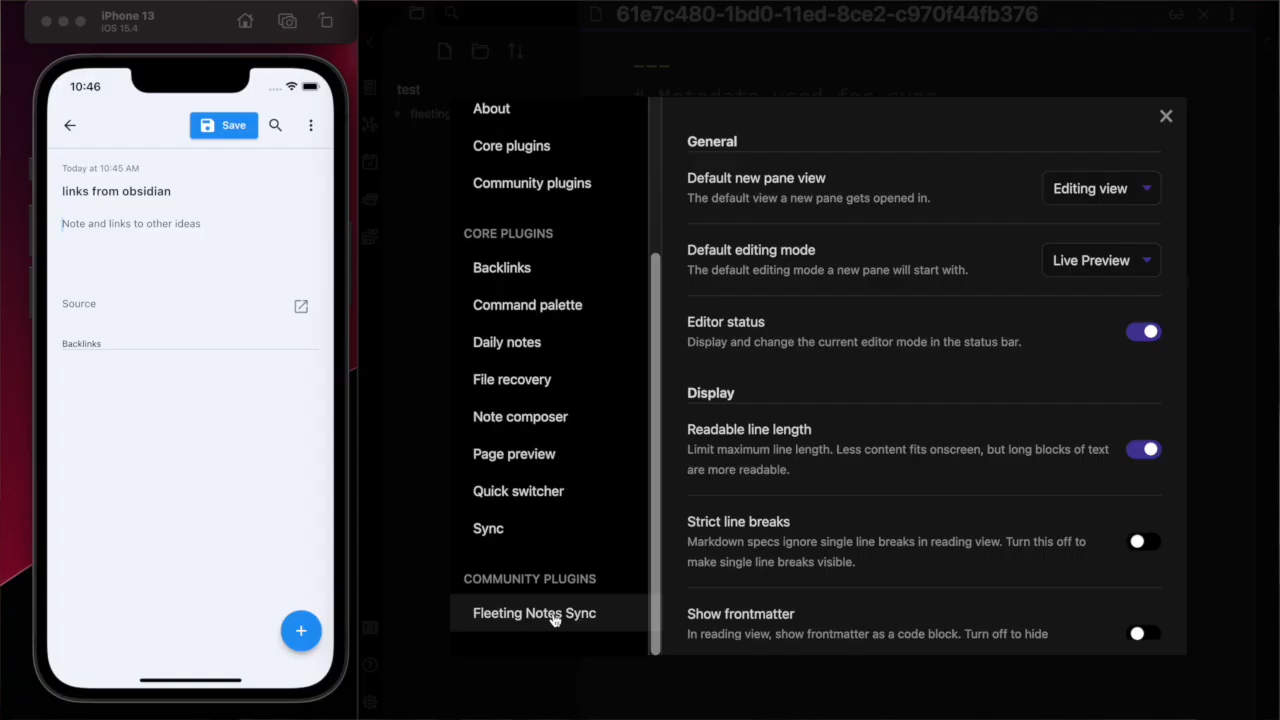 iPhone 13
iOS 15.4
10:46
Save
Today at 10:45 AM
links from obsidian
Note and links to other ideas
Source
Backlinks
61e7c480-1bd0-11ed-8ce2-c970f44fb376
test
fleeting
---
# Metadata used for sync
About
Core plugins
Community plugins
CORE PLUGINS
Backlinks
Command palette
Daily notes
File recovery
Note composer
Page preview
Quick switcher
Sync
COMMUNITY PLUGINS
Fleeting Notes Sync
General
Default new pane view
The default view a new pane gets opened in.
Editing view
Default editing mode
The default editing mode a new pane will start with.
Live Preview
Editor status
Display and change the current editor mode in the status bar.
Display
Readable line length
Limit maximum line length. Less content fits onscreen, but long blocks of text
are more readable.
Strict line breaks
Markdown specs ignore single line breaks in reading view. Turn this off to
make single line breaks visible.
Show frontmatter
In reading view, show frontmatter as a code block. Turn off to hide